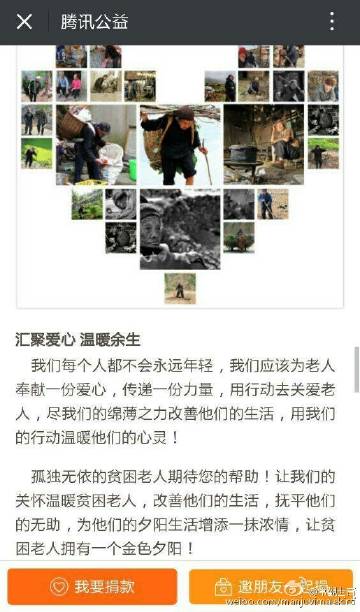 腾讯公益
汇聚爱心 温暖余生
我们每个人都不会永远年轻，我们应该为老人
奉献一份爱心，传递一份力量，用行动去关爱老
人，尽我们的绵薄之力改善他们的生活，用我们
的行动温暖他们的心灵！
孤独无依的贫困老人期待您的帮助！让我们的
关怀温暖贫困老人，改善他们的生活，抚平他们
的无助，为他们的夕阳生活增添一抹浓情，让贫
困老人拥有一个金色夕阳！
我要捐款
邀朋友一起捐